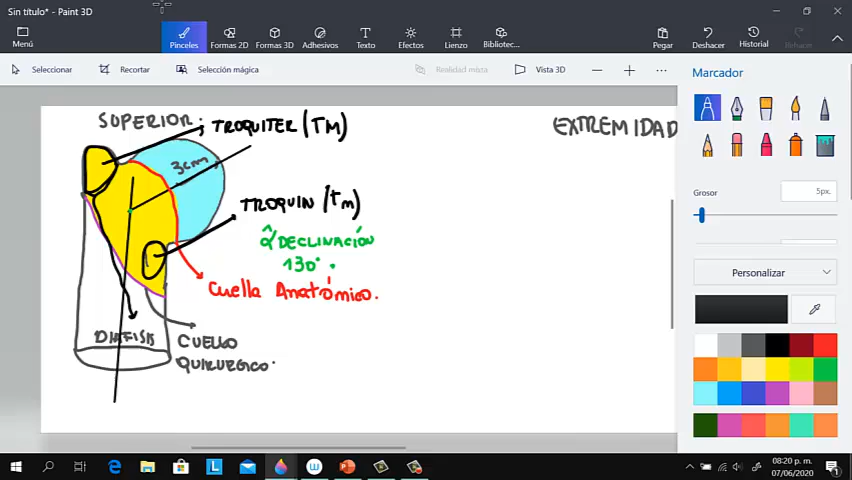 Sin título* - Paint 3D
Menú
Pinceles
Formas 2D
Formas 3D
Adhesivos
Texto
Efectos
Lienzo
Bibliotec...
Pegar
Deshacer
Historial
Rehacer
Seleccionar
Recortar
Selección mágica
Realidad mixta
Vista 3D
Marcador
Grosor
5px.
Personalizar
SUPERIOR:
TROQUITER (TM)
EXTREMIDAD
3cm
TROQUIN (tm)
DECLINACIÓN
130°.
Cuella Anatómico.
DIAFISIS
CUELLO
QUIRURGICO.
08:20 p. m.
07/06/2020